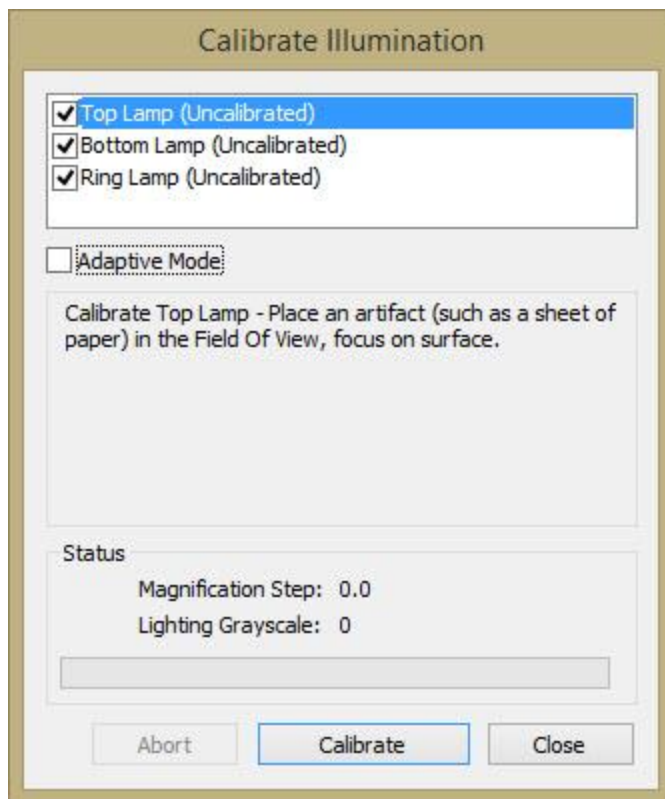 Calibrate Illumination
Top Lamp (Uncalibrated)
Bottom Lamp (Uncalibrated)
Ring Lamp (Uncalibrated)
Adaptive Mode
Calibrate Top Lamp - Place an artifact (such as a sheet of
paper) in the Field Of View, focus on surface.
Status
Magnification Step: 0.0
Lighting Grayscale: 0
Abort Calibrate Close